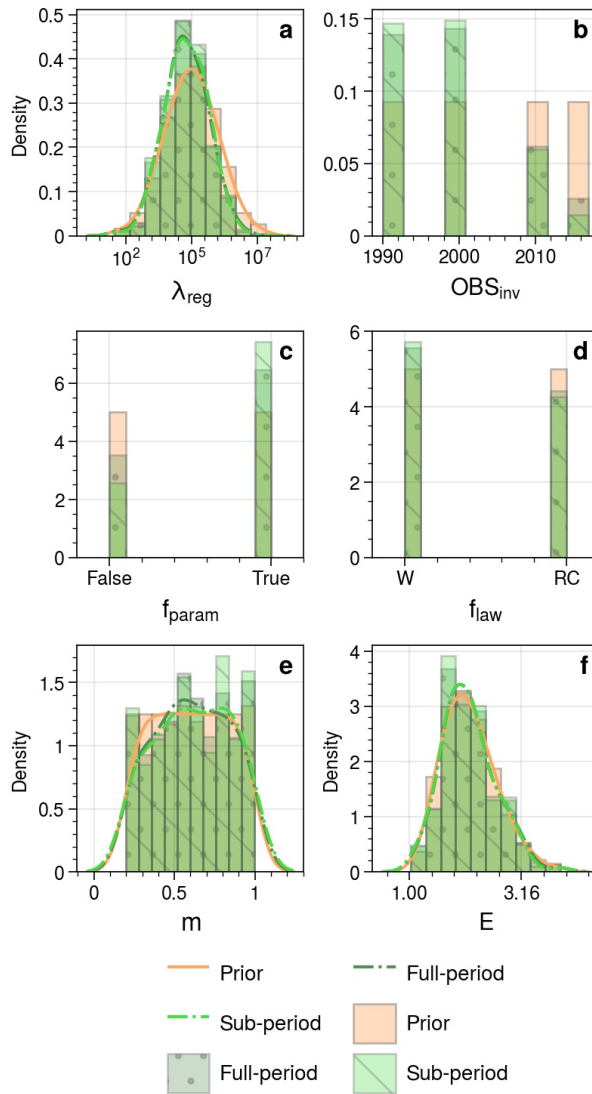 a
Density
0.5
0.4
0.3
0.2
0.1
0
10² 10⁵ 10⁷
λreg
b
0.15
0.1
0.05
0
1990 2000 2010
OBSinv
c
6
4
2
0
False True
fparam
d
6
4
2
0
W RC
flaw
e
Density
1.5
1
0.5
0
0 0.5 1
m
f
Density
4
3
2
1
0
1.00 3.16
E
Prior Full-period
Sub-period Prior
Full-period Sub-period